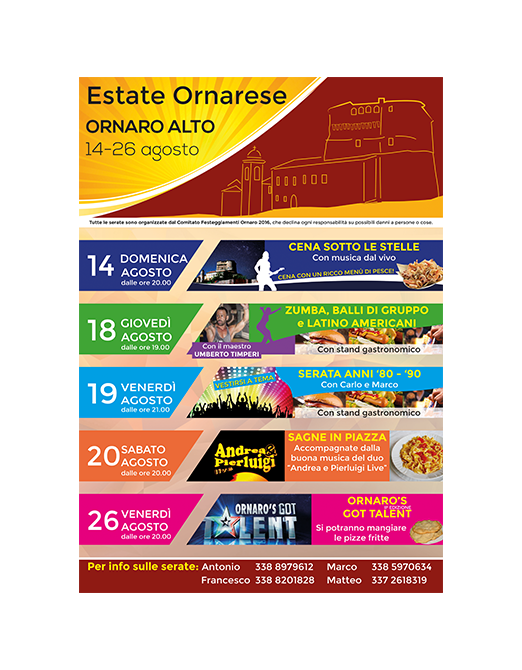 Estate Ornarese
ORNARO ALTO
14-26 agosto
Tutte le serate sono organizzate dal Comitato Festeggiamenti Ornaro 2016, che declina ogni responsabilità su possibili danni a persone o cose.
14 DOMENICA
AGOSTO
dalle ore 20.00
CENA SOTTO LE STELLE
Con musica dal vivo
CENA CON UN RICCO MENÙ DI PESCE!
18 GIOVEDÌ
AGOSTO
dalle ore 19.00
Con il maestro
UMBERTO TIMPERI
ZUMBA, BALLI DI GRUPPO
e LATINO AMERICANI
Con stand gastronomico
19 VENERDÌ
AGOSTO
dalle ore 21.00
VESTIRSI A TEMA
SERATA ANNI '80 - '90
Con Carlo e Marco
Con stand gastronomico
20 SABATO
AGOSTO
dalle ore 20.00
Andrea &
Pierluigi
live
SAGNE IN PIAZZA
Accompagnate dalla
buona musica del duo
"Andrea e Pierluigi Live"
26 VENERDÌ
AGOSTO
dalle ore 20.00
ORNARO'S GOT
TALENT
ORNARO'S
GOT TALENT
Si potranno mangiare
le pizze fritte
Per info sulle serate: Antonio 338 8979612 Marco 338 5970634
Francesco 338 8201828 Matteo 337 2618319